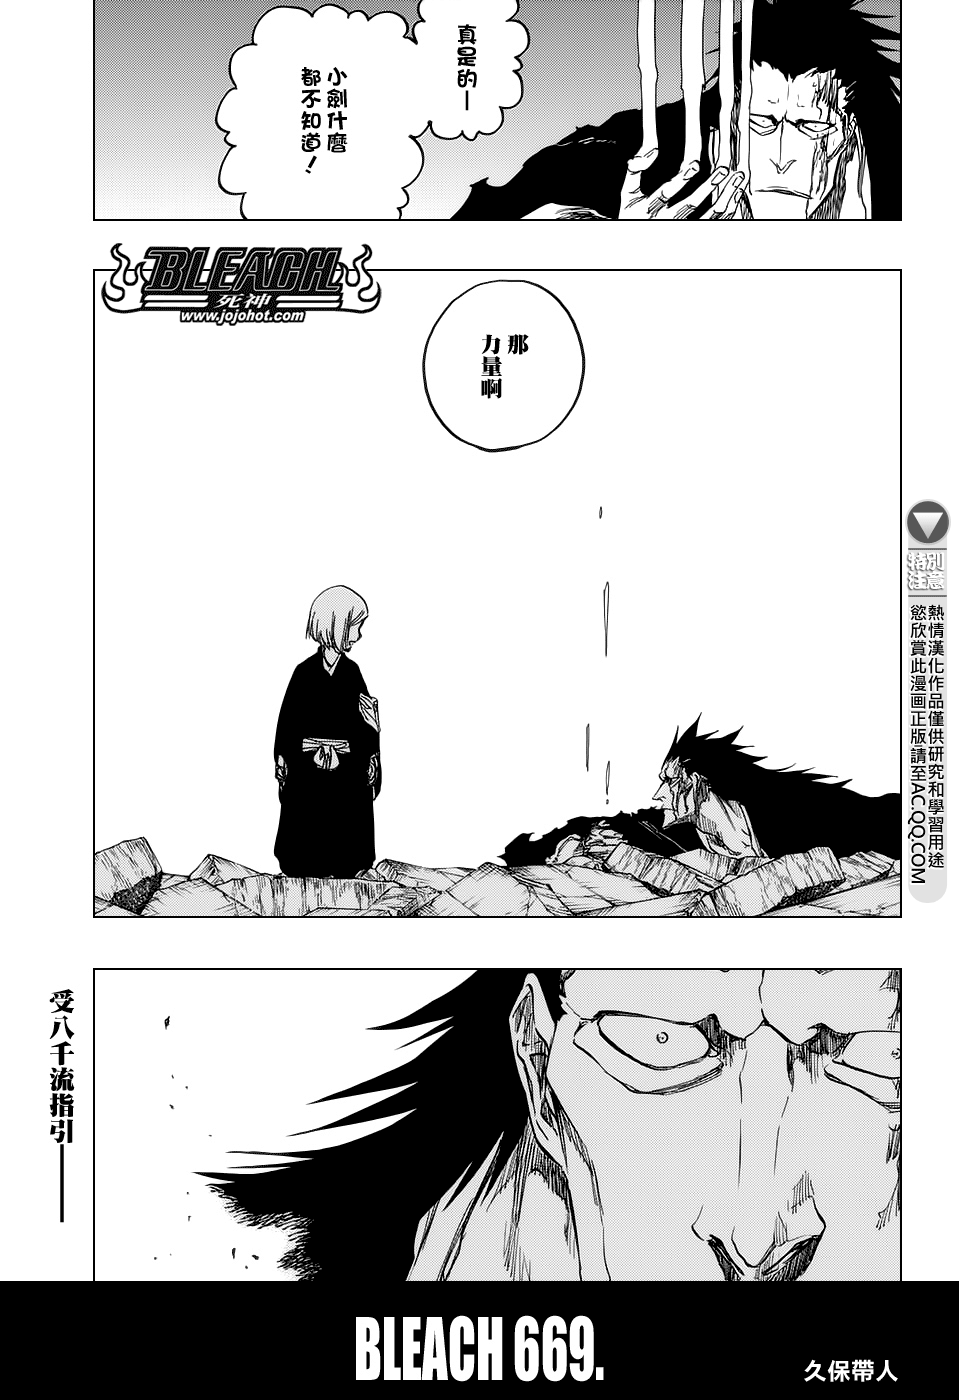 真是的—
小劍什麼
都不知道！
BLEACH
死神
www.jojohot.com
那
力量啊
特別
注意
熱情漢化作品僅供研究和學習用途
慾欣賞此漫画正版請至AC.QQ.COM
受八千流指引——
BLEACH 669.
久保帶人